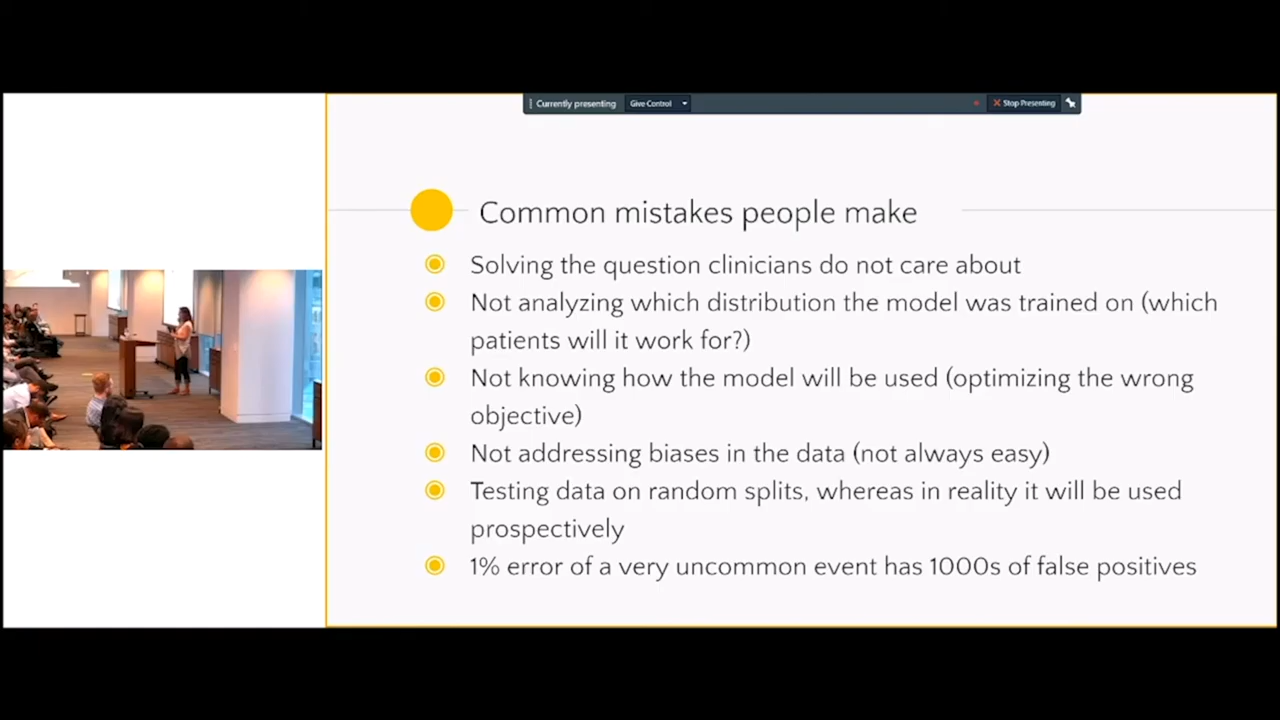 Currently presenting Give Control Stop Presenting
Common mistakes people make
Solving the question clinicians do not care about
Not analyzing which distribution the model was trained on (which
patients will it work for?)
Not knowing how the model will be used (optimizing the wrong
objective)
Not addressing biases in the data (not always easy)
Testing data on random splits, whereas in reality it will be used
prospectively
1% error of a very uncommon event has 1000s of false positives